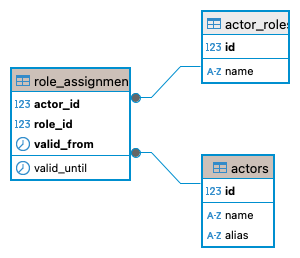 actor_roles
123 id
A-Z name
role_assignmen
123 actor_id
123 role_id
valid_from
valid_until
actors
123 id
A-Z name
A-Z alias